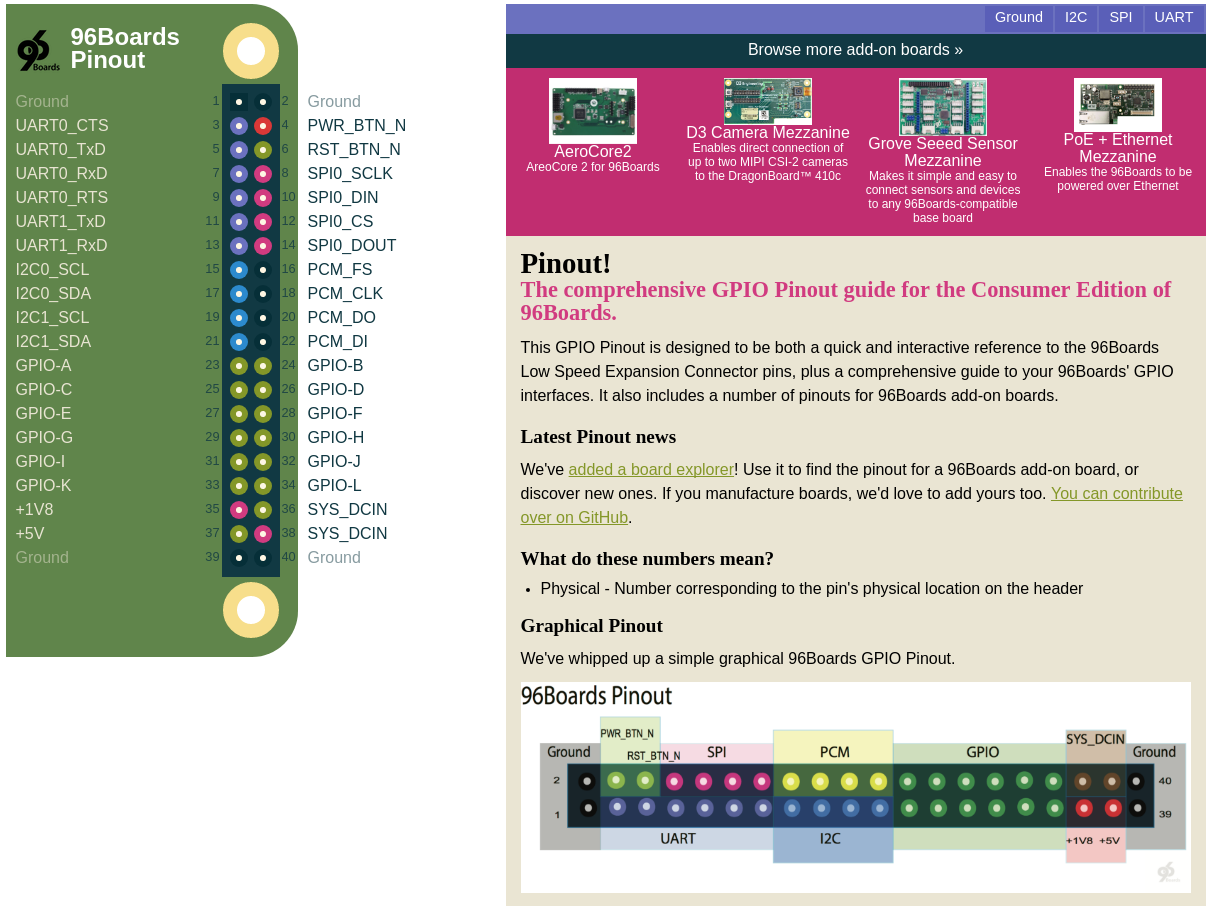 96Boards
Pinout
96
Boards
Ground 1 2 Ground
UART0_CTS 3 4 PWR_BTN_N
UART0_TxD 5 6 RST_BTN_N
UART0_RxD 7 8 SPI0_SCLK
UART0_RTS 9 10 SPI0_DIN
UART1_TxD 11 12 SPI0_CS
UART1_RxD 13 14 SPI0_DOUT
I2C0_SCL 15 16 PCM_FS
I2C0_SDA 17 18 PCM_CLK
I2C1_SCL 19 20 PCM_DO
I2C1_SDA 21 22 PCM_DI
GPIO-A 23 24 GPIO-B
GPIO-C 25 26 GPIO-D
GPIO-E 27 28 GPIO-F
GPIO-G 29 30 GPIO-H
GPIO-I 31 32 GPIO-J
GPIO-K 33 34 GPIO-L
+1V8 35 36 SYS_DCIN
+5V 37 38 SYS_DCIN
Ground 39 40 Ground
Ground I2C SPI UART
Browse more add-on boards »
AeroCore2
AreoCore 2 for 96Boards
D3 Camera Mezzanine
Enables direct connection of
up to two MIPI CSI-2 cameras
to the DragonBoard™ 410c
Grove Seeed Sensor
Mezzanine
Makes it simple and easy to
connect sensors and devices
to any 96Boards-compatible
base board
PoE + Ethernet
Mezzanine
Enables the 96Boards to be
powered over Ethernet
Pinout!
The comprehensive GPIO Pinout guide for the Consumer Edition of
96Boards.
This GPIO Pinout is designed to be both a quick and interactive reference to the 96Boards
Low Speed Expansion Connector pins, plus a comprehensive guide to your 96Boards' GPIO
interfaces. It also includes a number of pinouts for 96Boards add-on boards.
Latest Pinout news
We've added a board explorer! Use it to find the pinout for a 96Boards add-on board, or
discover new ones. If you manufacture boards, we'd love to add yours too. You can contribute
over on GitHub.
What do these numbers mean?
• Physical - Number corresponding to the pin's physical location on the header
Graphical Pinout
We've whipped up a simple graphical 96Boards GPIO Pinout.
96Boards Pinout
PWR_BTN_N SYS_DCIN
Ground RST_BTN_N SPI PCM GPIO Ground
2 40
1 39
UART I2C +1V8 +5V
96